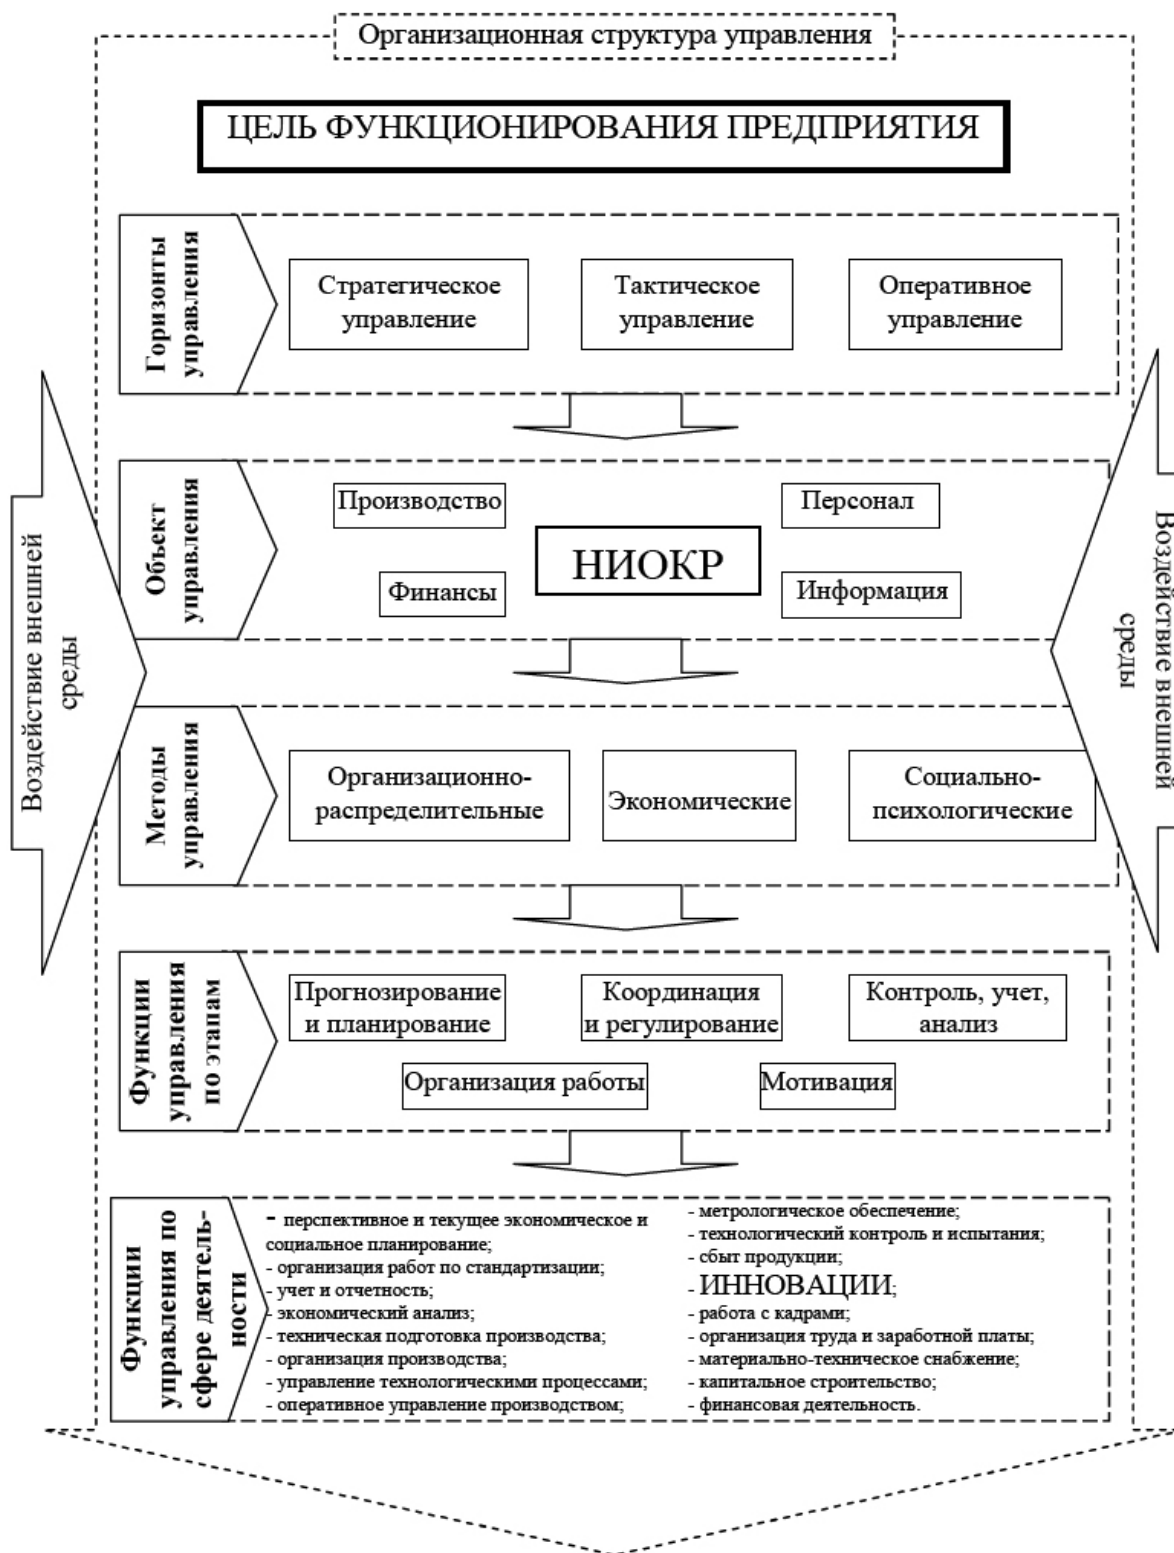 Организационная структура управления
ЦЕЛЬ ФУНКЦИОНИРОВАНИЯ ПРЕДПРИЯТИЯ
Горизонты
управления
Стратегическое
управление
Тактическое
управление
Оперативное
управление
Воздействие внешней
среды
Объект
управления
Производство
Персонал
НИОКР
Финансы
Информация
Воздействие внешней
среды
Методы
управления
Организационно-
распределительные
Экономические
Социально-
психологические
Функции
управления
по этапам
Прогнозирование
и планирование
Координация
и регулирование
Контроль, учет,
анализ
Организация работы
Мотивация
Функции
управления по
сфере деятель-
ности
- перспективное и текущее экономическое и
социальное планирование;
- организация работ по стандартизации;
- учет и отчетность;
- экономический анализ;
- техническая подготовка производства;
- организация производства;
- управление технологическими процессами;
- оперативное управление производством;
- метрологическое обеспечение;
- технологический контроль и испытания;
- сбыт продукции;
- ИННОВАЦИИ;
- работа с кадрами;
- организация труда и заработной платы;
- материально-техническое снабжение;
- капитальное строительство;
- финансовая деятельность.